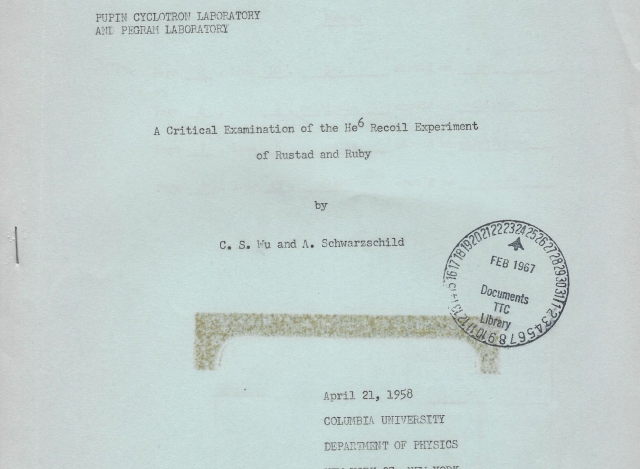 PUPIN CYCLOTRON LABORATORY
AND PEGRAM LABORATORY
A Critical Examination of the He6 Recoil Experiment
of Rustad and Ruby
by
C. S. Wu and A. Schwarzschild
FEB 1967
Documents
TTC
Library
April 21, 1958
COLUMBIA UNIVERSITY
DEPARTMENT OF PHYSICS